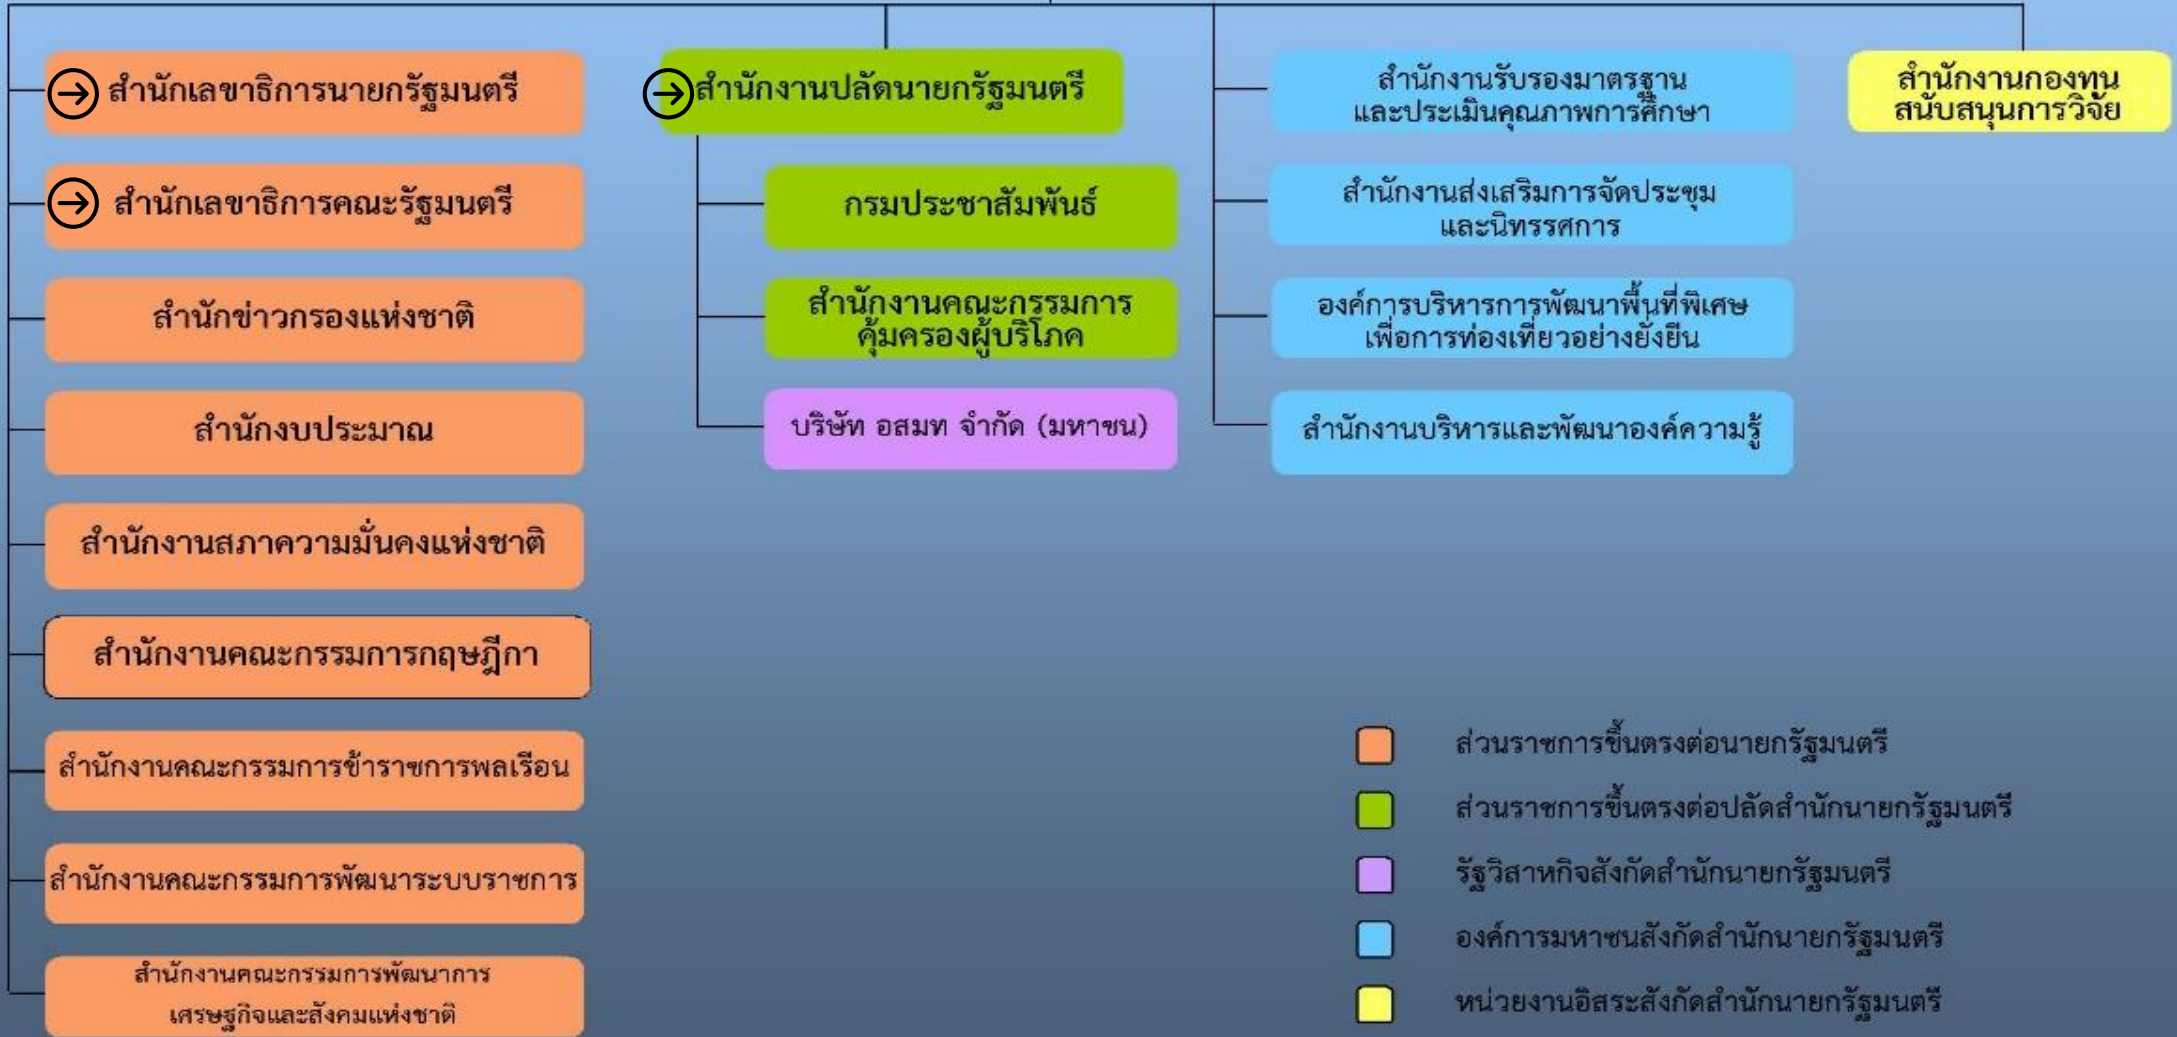 สำนักเลขาธิการนายกรัฐมนตรี
สำนักเลขาธิการคณะรัฐมนตรี
สำนักข่าวกรองแห่งชาติ
สำนักงบประมาณ
สำนักงานสภาความมั่นคงแห่งชาติ
สำนักงานคณะกรรมการกฤษฎีกา
สำนักงานคณะกรรมการข้าราชการพลเรือน
สำนักงานคณะกรรมการพัฒนาระบบราชการ
สำนักงานคณะกรรมการพัฒนาการ
เศรษฐกิจและสังคมแห่งชาติ
สำนักงานปลัดนายกรัฐมนตรี
กรมประชาสัมพันธ์
สำนักงานคณะกรรมการ
คุ้มครองผู้บริโภค
บริษัท อสมท จำกัด (มหาชน)
สำนักงานรับรองมาตรฐาน
และประเมินคุณภาพการศึกษา
สำนักงานส่งเสริมการจัดประชุม
และนิทรรศการ
องค์การบริหารการพัฒนาพื้นที่พิเศษ
เพื่อการท่องเที่ยวอย่างยั่งยืน
สำนักงานบริหารและพัฒนาองค์ความรู้
สำนักงานกองทุน
สนับสนุนการวิจัย
ส่วนราชการขึ้นตรงต่อนายกรัฐมนตรี
ส่วนราชการขึ้นตรงต่อปลัดสำนักนายกรัฐมนตรี
รัฐวิสาหกิจสังกัดสำนักนายกรัฐมนตรี
องค์การมหาชนสังกัดสำนักนายกรัฐมนตรี
หน่วยงานอิสระสังกัดสำนักนายกรัฐมนตรี